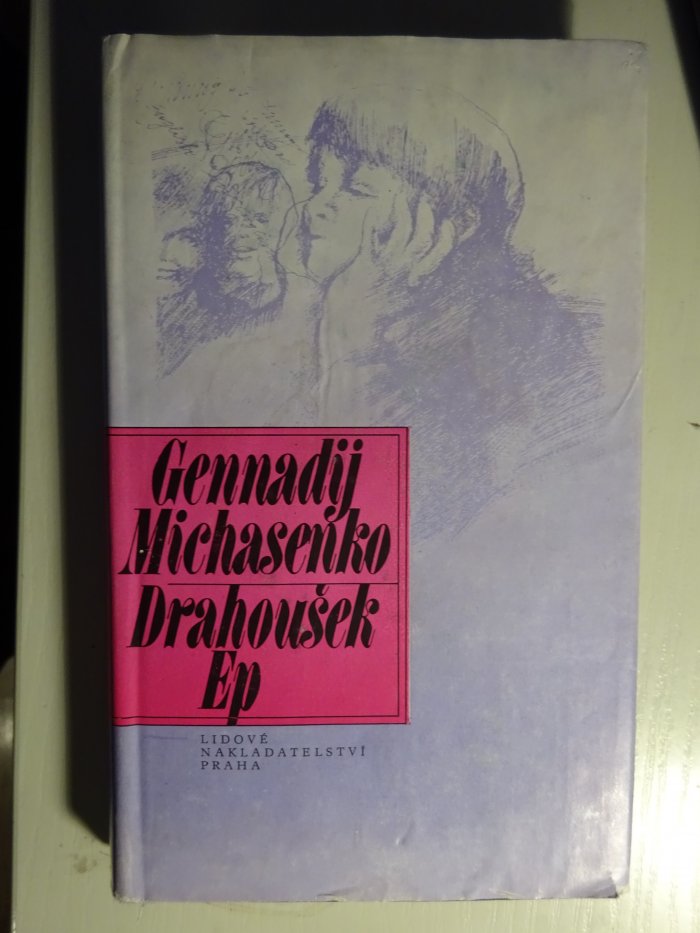 Gennadij
Michasenko
Drahoušek
Ep
LIDOVÉ
NAKLADATELSTVÍ
PRAHA